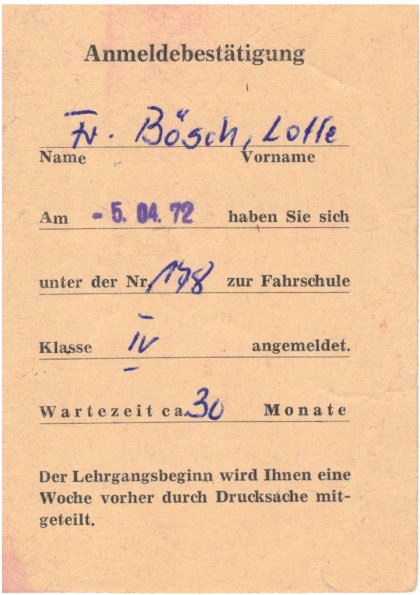 Anmeldebestätigung
Fr. Bösch, Lotte
Name Vorname
Am - 5. 04. 72 haben Sie sich
unter der Nr. 148 zur Fahrschule
Klasse IV angemeldet.
Wartezeit ca. 30 Monate
Der Lehrgangsbeginn wird Ihnen eine
Woche vorher durch Drucksache mit-
geteilt.